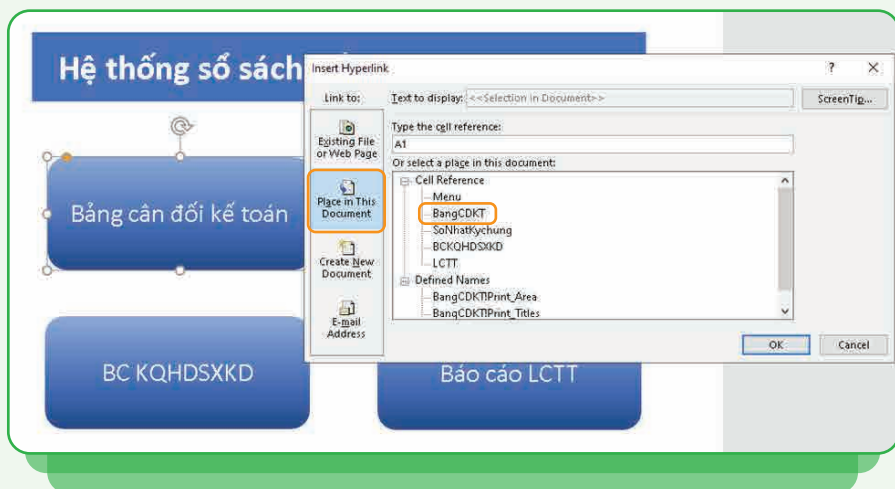 Hệ thống sổ sách
Insert Hyperlink
?
Link to:
Text to display:
<<Selection in Document>>
ScreenTip...
Existing File
or Web Page
Type the cell reference:
A1
Or select a place in this document:
Place in This
Document
Cell Reference
Menu
BangCDKT
SoNhatKychung
BCKQHDSXKD
LCTT
Create New
Document
Defined Names
BangCDKT!Print_Area
BangCDKT!Print_Titles
E-mail
Address
OK
Cancel
Bảng cân đối kế toán
BC KQHDSXKD
Báo cáo LCTT